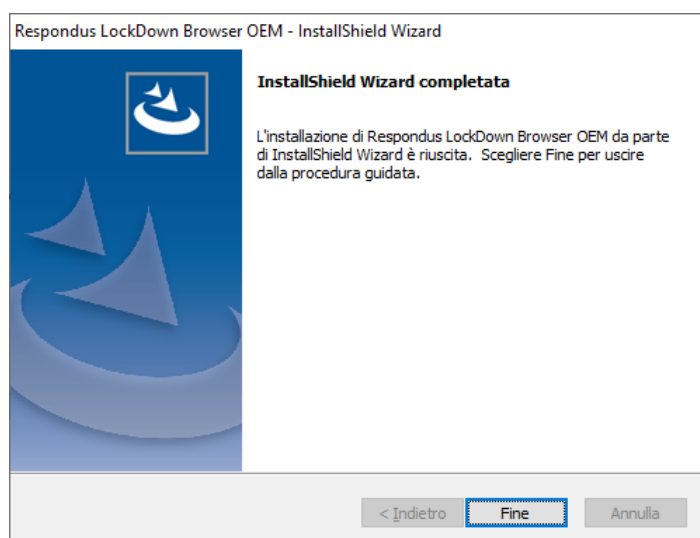 Respondus LockDown Browser OEM - InstallShield Wizard
InstallShield Wizard completata
L'installazione di Respondus LockDown Browser OEM da parte
di InstallShield Wizard è riuscita. Scegliere Fine per uscire
dalla procedura guidata.
< Indietro Fine Annulla